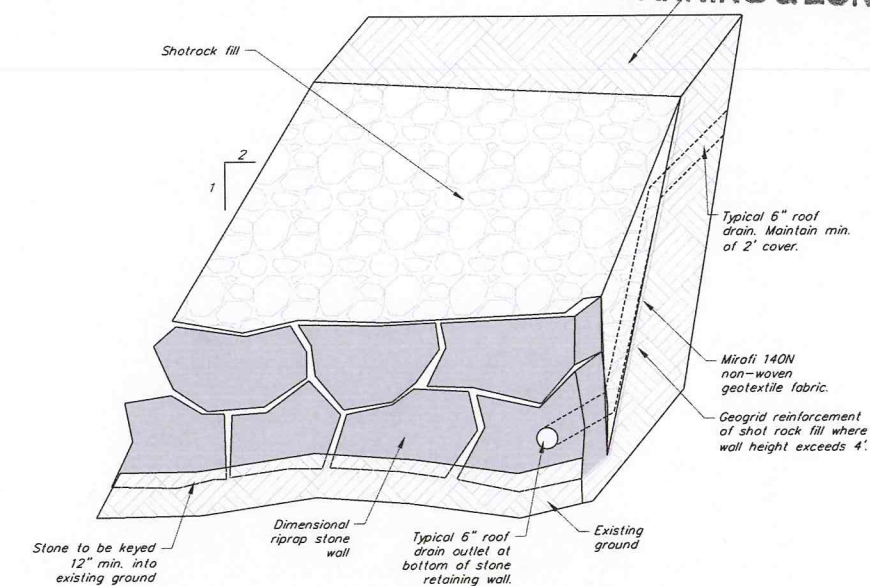 Shotrock fill
2
1
Typical 6" roof
drain. Maintain min.
of 2' cover.
Mirafi 140N
non-woven
geotextile fabric.
Geogrid reinforcement
of shot rock fill where
wall height exceeds 4'.
Stone to be keyed
12" min. into
existing ground
Dimensional
riprap stone
wall
Typical 6" roof
drain outlet at
bottom of stone
retaining wall.
Existing
ground